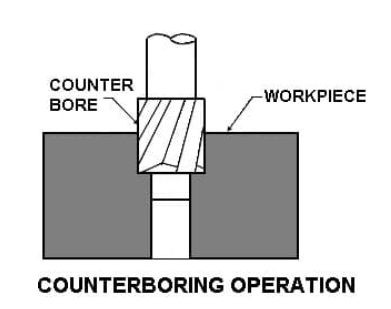 COUNTER
BORE
WORKPIECE
COUNTERBORING OPERATION